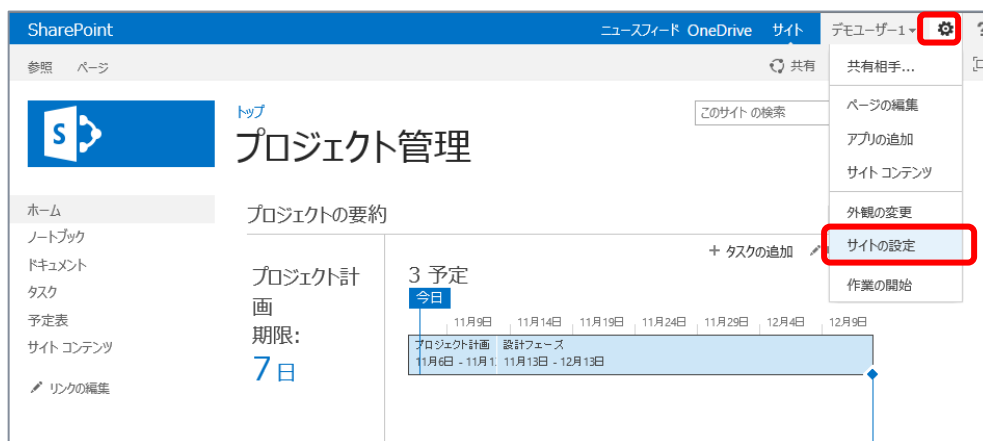 SharePoint
ニュースフィード OneDrive サイト デモユーザー1 ?
参照 ページ
共有
共有相手...
ページの編集
アプリの追加
サイト コンテンツ
外観の変更
サイトの設定
作業の開始
S
トップ
プロジェクト管理
このサイト の検索
ホーム
ノートブック
ドキュメント
タスク
予定表
サイト コンテンツ
リンクの編集
プロジェクトの要約
+ タスクの追加
プロジェクト計
画
期限:
7 日
3 予定
今日
11月9日 11月14日 11月19日 11月24日 11月29日 12月4日 12月9日
プロジェクト計画 設計フェーズ
11月6日 - 11月1 11月13日 - 12月13日